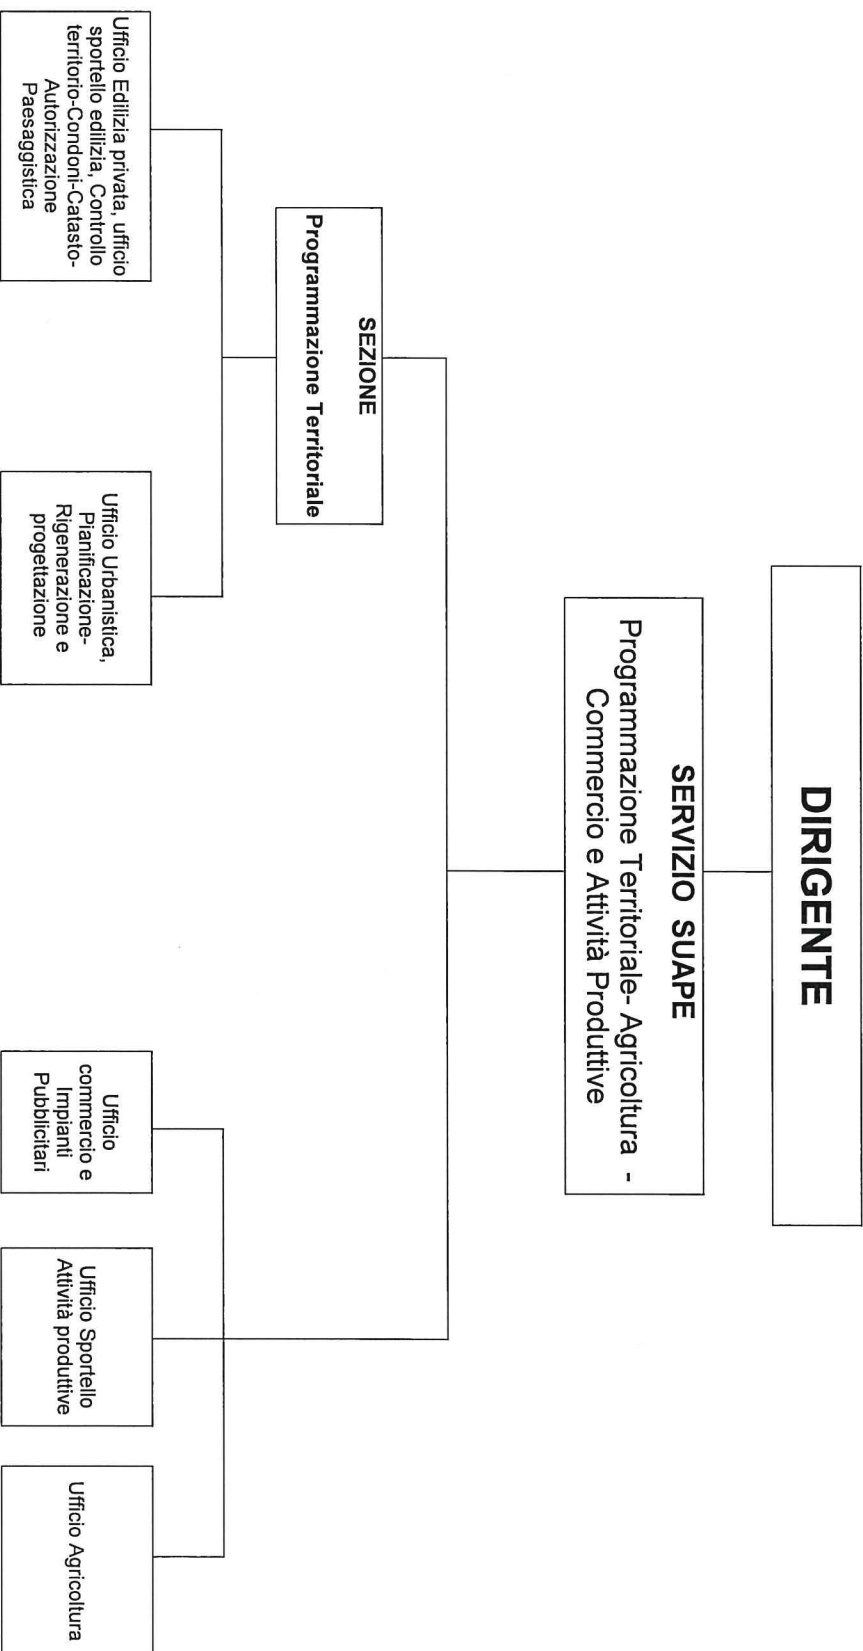 DIRIGENTE
SERVIZIO SUAPE
Programmazione Territoriale- Agricoltura -
Commercio e Attività Produttive
SEZIONE
Programmazione Territoriale
Ufficio Edilizia privata, ufficio
sportello edilizia, Controllo
territorio-Condoni-Catasto-
Autorizzazione
Paesaggistica
Ufficio Urbanistica,
Pianificazione-
Rigenerazione e
progettazione
Ufficio
commercio e
Impianti
Pubblicitari
Ufficio Sportello
Attività produttive
Ufficio Agricoltura